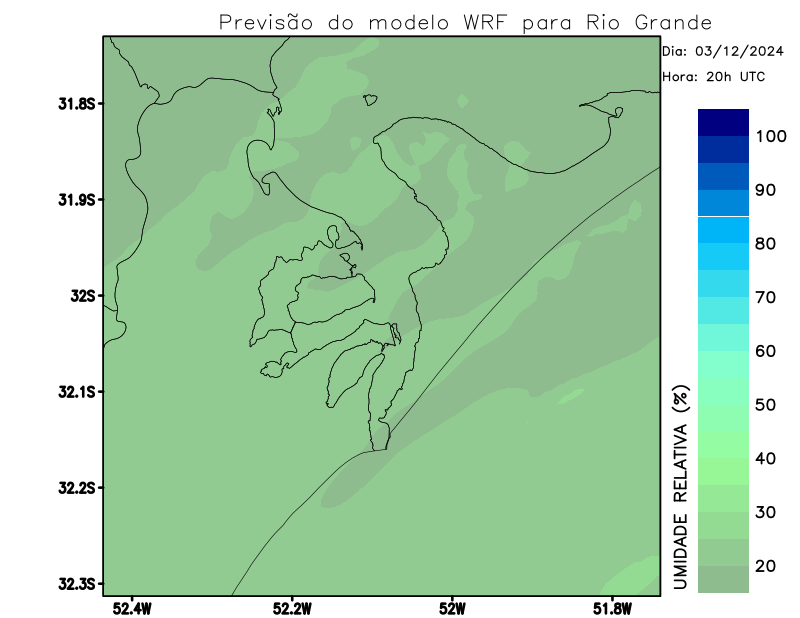 Previsão do modelo WRF para Rio Grande
Dia: 03/12/2024
Hora: 20h UTC
31.8S
31.9S
32S
32.1S
32.2S
32.3S
52.4W
52.2W
52W
51.8W
100
90
80
70
60
50
40
30
20
UMIDADE RELATIVA (%)